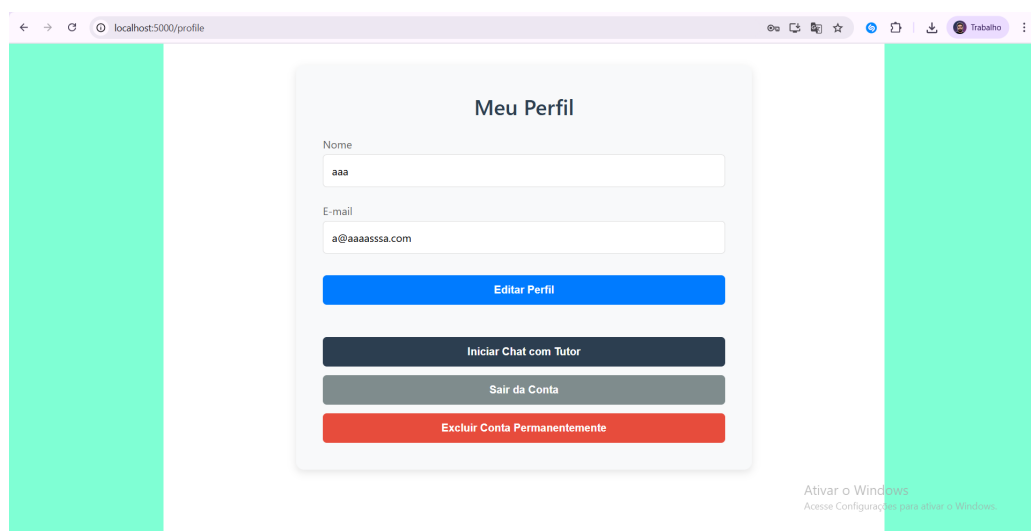 localhost:5000/profile
Trabalho
Meu Perfil
Nome
aaa
E-mail
a@aaaasssa.com
Editar Perfil
Iniciar Chat com Tutor
Sair da Conta
Excluir Conta Permanentemente
Ativar o Windows
Acesse Configurações para ativar o Windows.